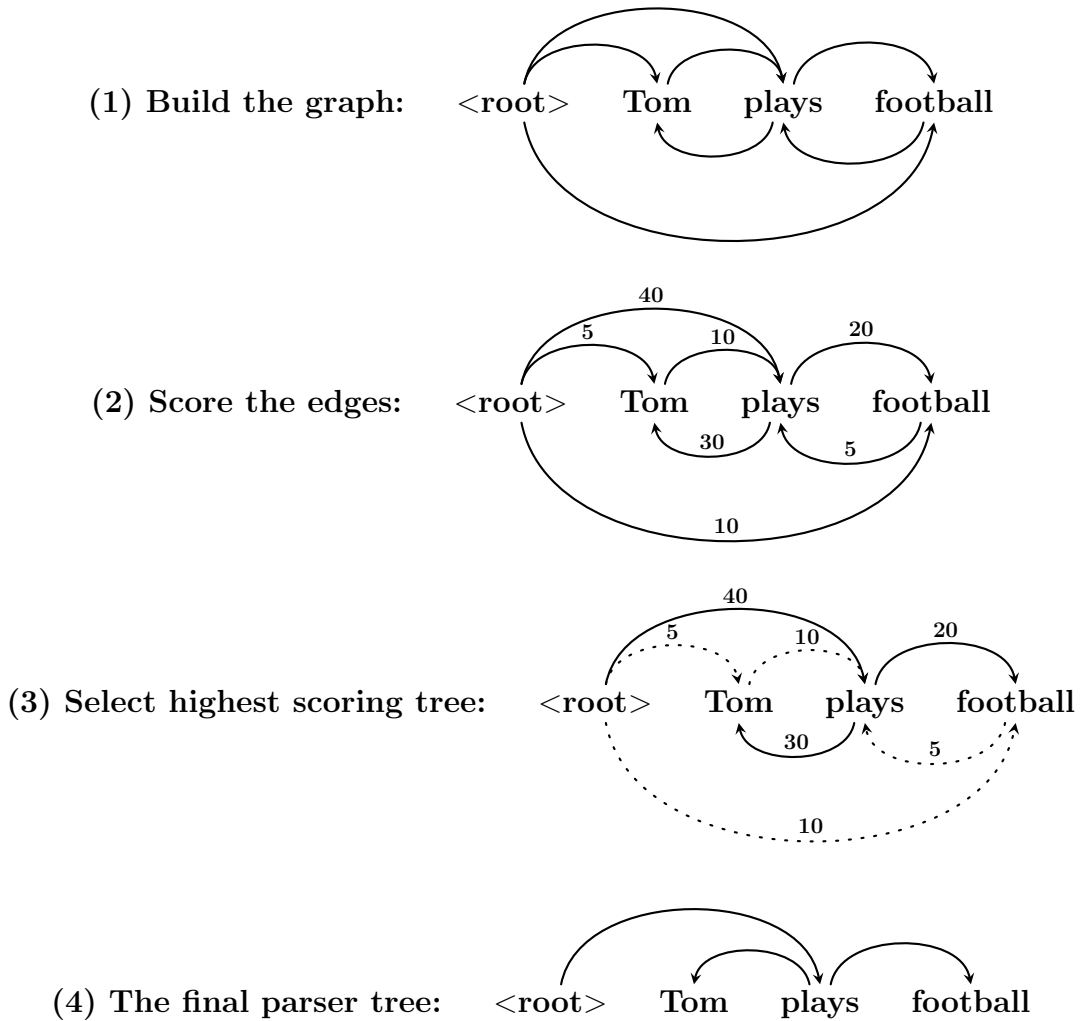 (1) Build the graph: <root> Tom plays football
40
5 10 20
(2) Score the edges: <root> Tom plays football
30 5
10
40
5 10 20
(3) Select highest scoring tree: <root> Tom plays football
30 5
10
(4) The final parser tree: <root> Tom plays football